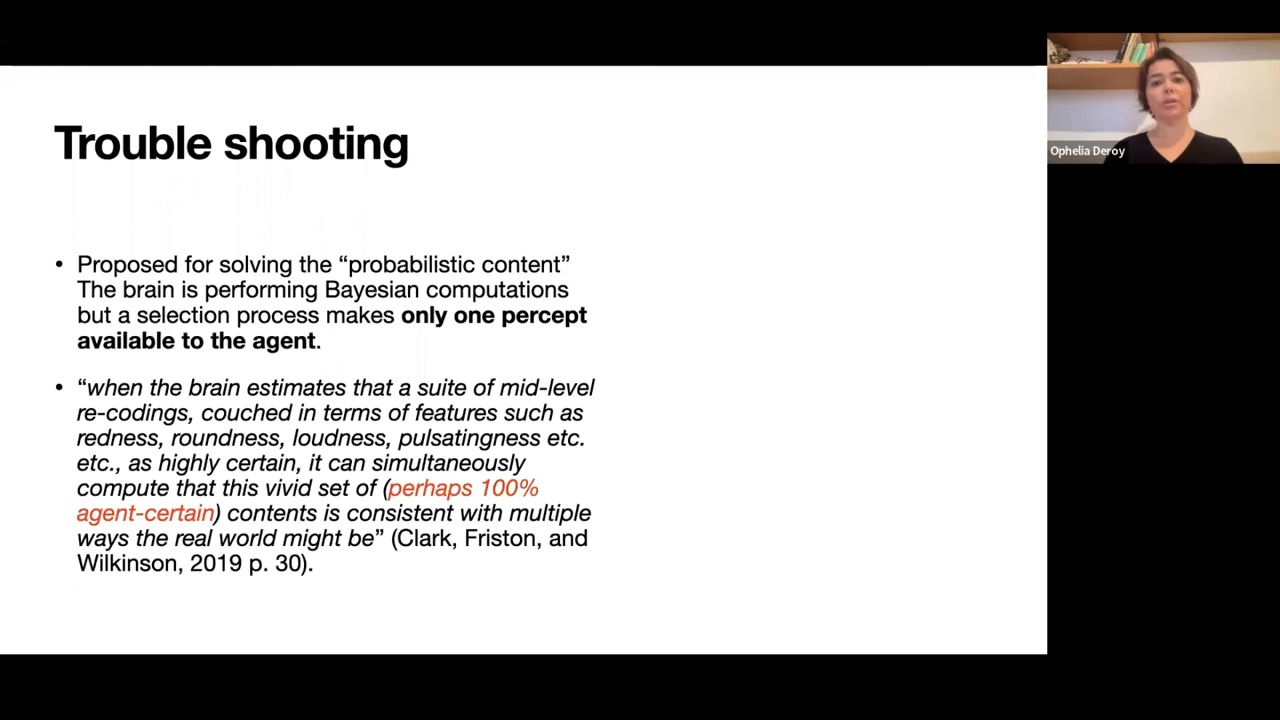 Trouble shooting
• Proposed for solving the “probabilistic content”
The brain is performing Bayesian computations
but a selection process makes only one percept
available to the agent.
• “when the brain estimates that a suite of mid-level
re-codings, couched in terms of features such as
redness, roundness, loudness, pulsatingness etc.
etc., as highly certain, it can simultaneously
compute that this vivid set of (perhaps 100%
agent-certain) contents is consistent with multiple
ways the real world might be” (Clark, Friston, and
Wilkinson, 2019 p. 30).
Ophelia Deroy